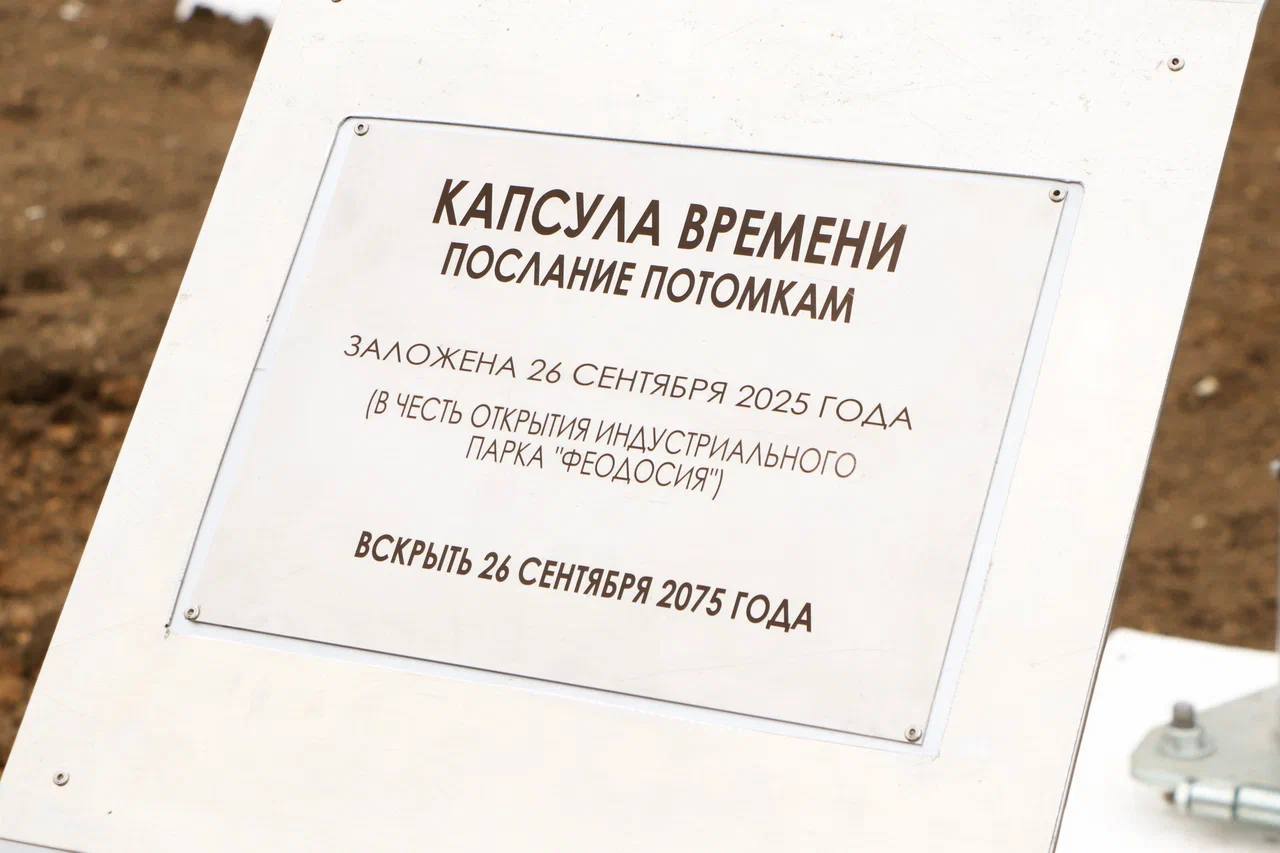 КАПСУЛА ВРЕМЕНИ
ПОСЛАНИЕ ПОТОМКАМ
ЗАЛОЖЕНА 26 СЕНТЯБРЯ 2025 ГОДА
(В ЧЕСТЬ ОТКРЫТИЯ ИНДУСТРИАЛЬНОГО
ПАРКА "ФЕОДОСИЯ")
ВСКРЫТЬ 26 СЕНТЯБРЯ 2075 ГОДА